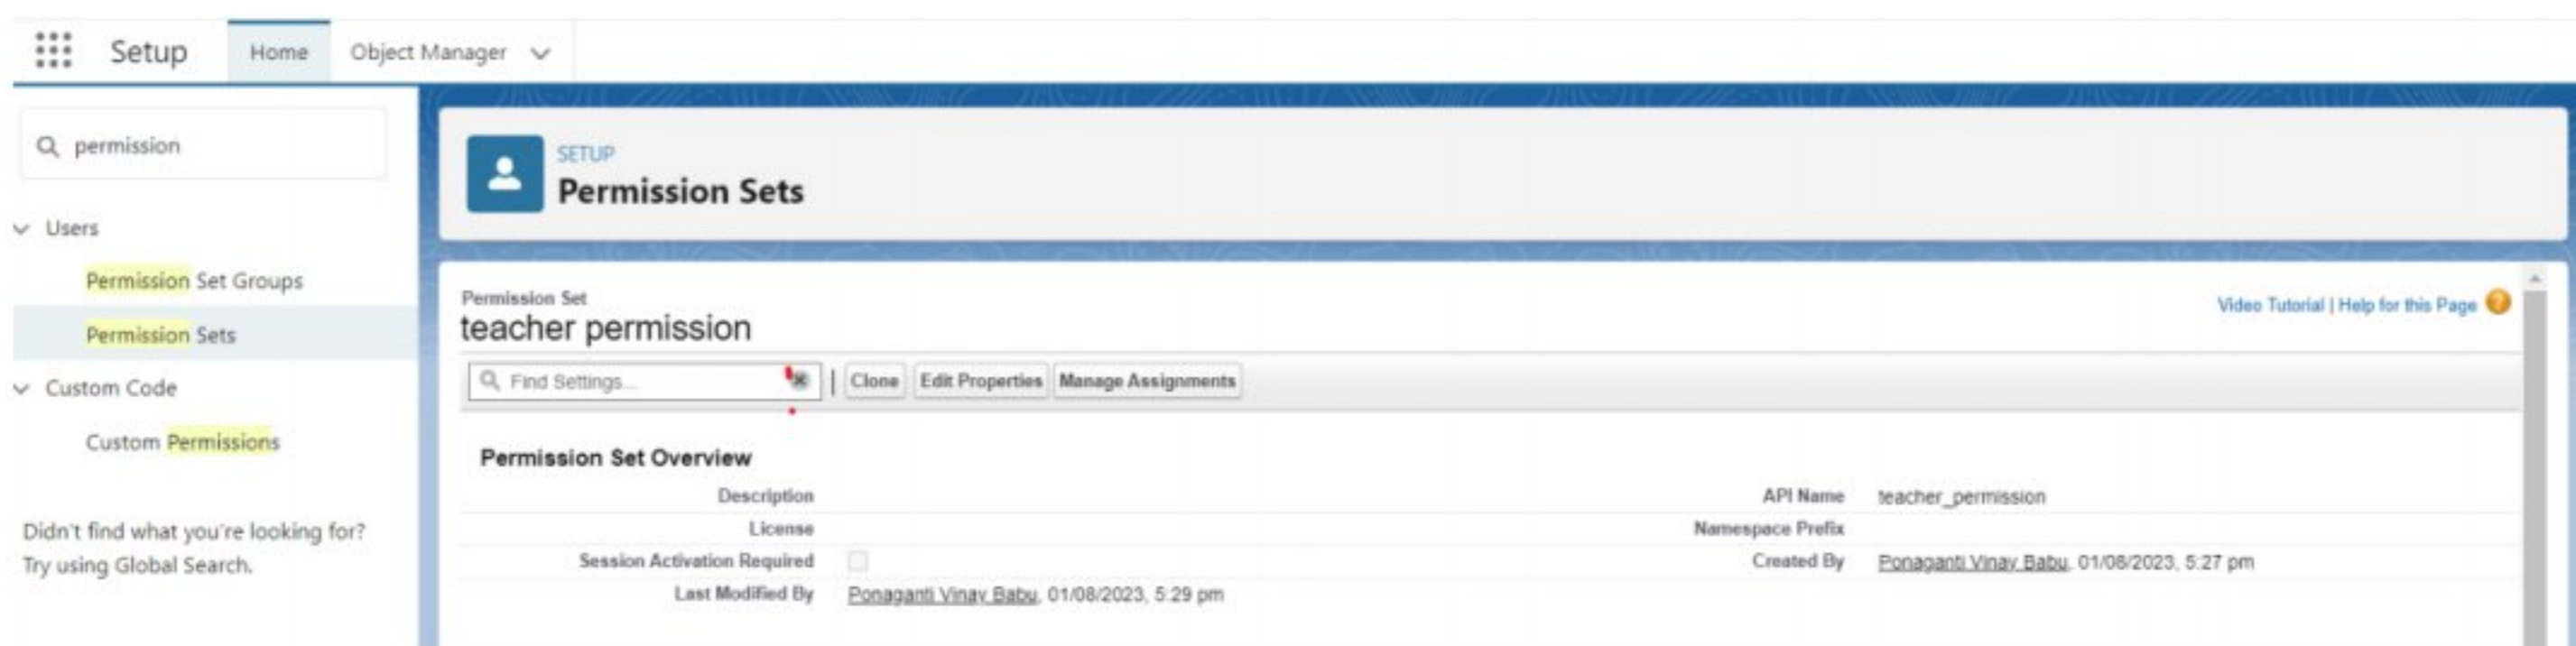 Setup Home Object Manager
permission
Users
Permission Set Groups
Permission Sets
Custom Code
Custom Permissions
Didn't find what you're looking for?
Try using Global Search.
SETUP
Permission Sets
Permission Set
teacher permission
Video Tutorial | Help for this Page ?
Find Settings... | Clone Edit Properties Manage Assignments
Permission Set Overview
Description API Name teacher_permission
License Namespace Prefix
Session Activation Required Created By Ponaganti Vinay Babu, 01/08/2023, 5:27 pm
Last Modified By Ponaganti Vinay Babu, 01/08/2023, 5:29 pm